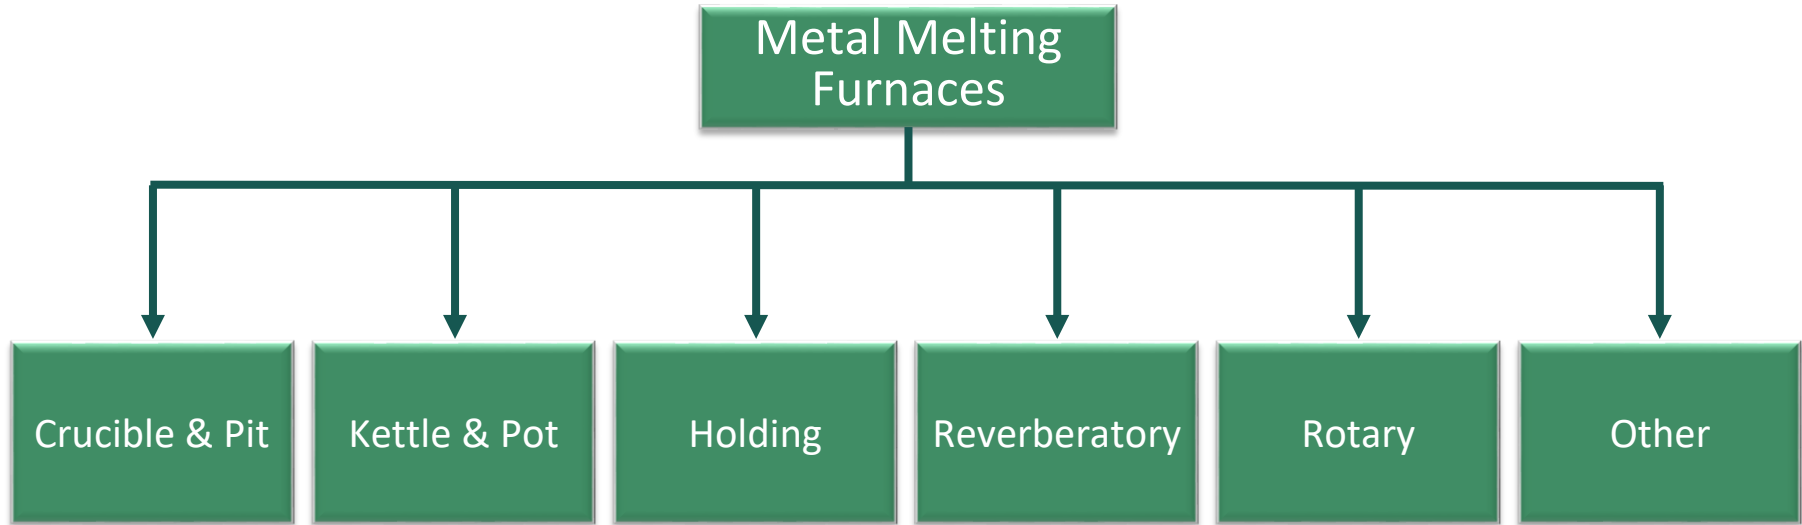 Metal Melting
Furnaces
Crucible & Pit
Kettle & Pot
Holding
Reverberatory
Rotary
Other